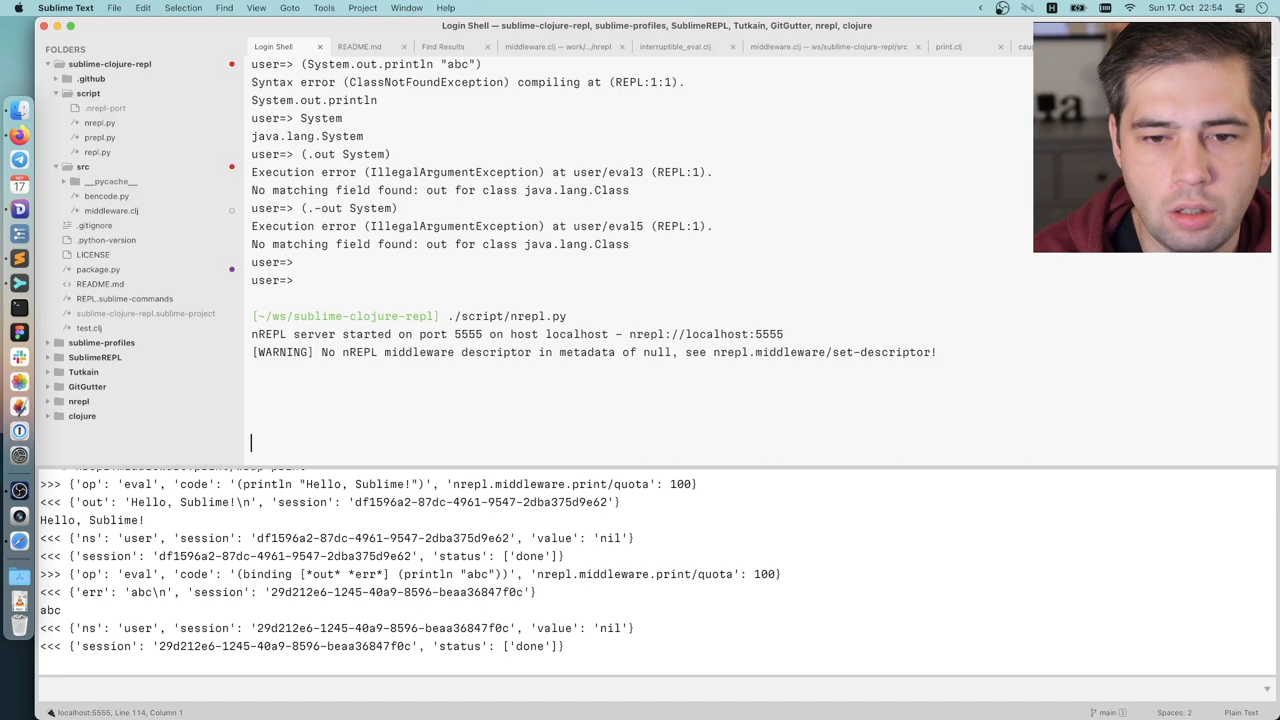 Sublime Text File Edit Selection Find View Goto Tools Project Window Help
Sun 17. Oct 22:54
Login Shell — sublime-clojure-repl, sublime-profiles, SublimeREPL, Tutkain, GitGutter, nrepl, clojure
FOLDERS
sublime-clojure-repl
.github
script
.nrepl-port
nrepl.py
prepl.py
repl.py
src
__pycache__
bencode.py
middleware.clj
.gitignore
.python-version
LICENSE
package.py
README.md
REPL.sublime-commands
sublime-clojure-repl.sublime-project
test.clj
sublime-profiles
SublimeREPL
Tutkain
GitGutter
nrepl
clojure
OCT
17
Login Shell × README.md × Find Results × middleware.clj — work/.../nrepl × interruptible_eval.clj × middleware.clj — ws/sublime-clojure-repl/src × print.clj × cau
user=> (System.out.println "abc")
Syntax error (ClassNotFoundException) compiling at (REPL:1:1).
System.out.println
user=> System
java.lang.System
user=> (.out System)
Execution error (IllegalArgumentException) at user/eval3 (REPL:1).
No matching field found: out for class java.lang.Class
user=> (.-out System)
Execution error (IllegalArgumentException) at user/eval5 (REPL:1).
No matching field found: out for class java.lang.Class
user=>
user=>
[~/ws/sublime-clojure-repl] ./script/nrepl.py
nREPL server started on port 5555 on host localhost - nrepl://localhost:5555
[WARNING] No nREPL middleware descriptor in metadata of null, see nrepl.middleware/set-descriptor!
>>> {'op': 'eval', 'code': '(println "Hello, Sublime!")', 'nrepl.middleware.print/quota': 100}
<<< {'out': 'Hello, Sublime!\n', 'session': 'df1596a2-87dc-4961-9547-2dba375d9e62'}
Hello, Sublime!
<<< {'ns': 'user', 'session': 'df1596a2-87dc-4961-9547-2dba375d9e62', 'value': 'nil'}
<<< {'session': 'df1596a2-87dc-4961-9547-2dba375d9e62', 'status': ['done']}
>>> {'op': 'eval', 'code': '(binding [*out* *err*] (println "abc"))', 'nrepl.middleware.print/quota': 100}
<<< {'err': 'abc\n', 'session': '29d212e6-1245-40a9-8596-beaa36847f0c'}
abc
<<< {'ns': 'user', 'session': '29d212e6-1245-40a9-8596-beaa36847f0c', 'value': 'nil'}
<<< {'session': '29d212e6-1245-40a9-8596-beaa36847f0c', 'status': ['done']}
localhost:5555, Line 114, Column 1
main
Spaces: 2
Plain Text